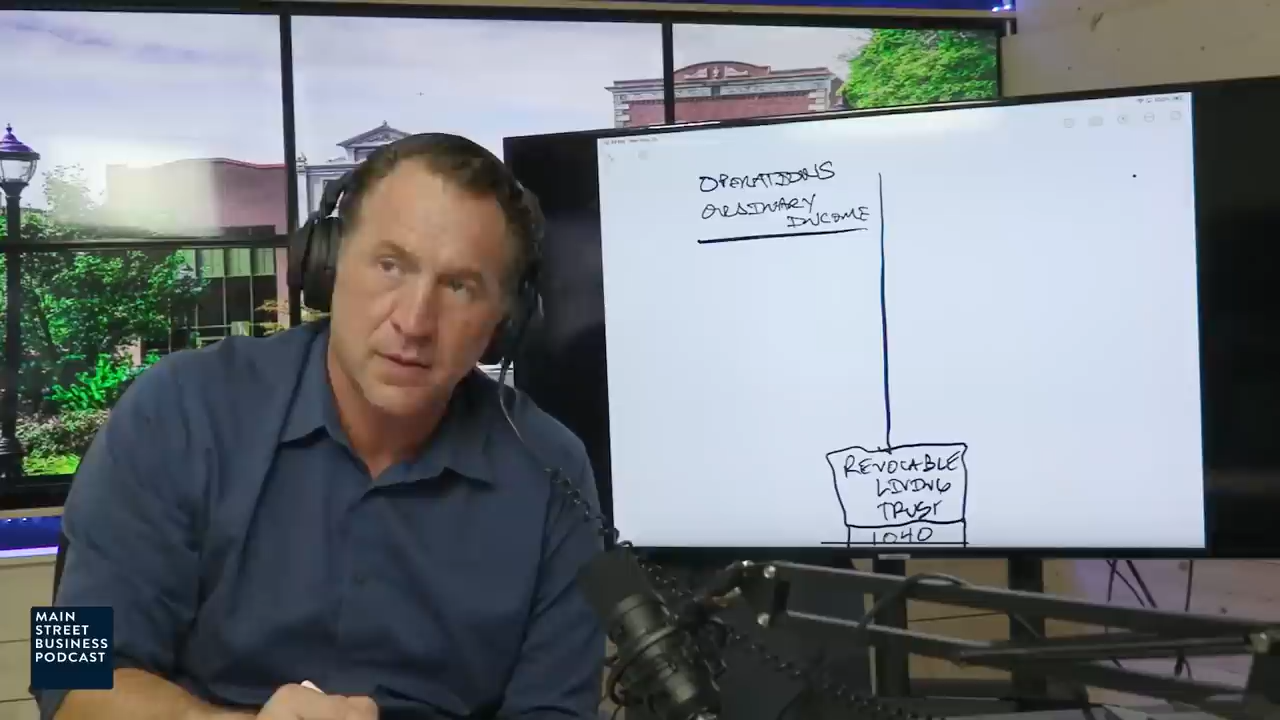 OPERATIONS
ORDINARY
INCOME
REVOCABLE
LIVING
TRUST
1040
MAIN
STREET
BUSINESS
PODCAST